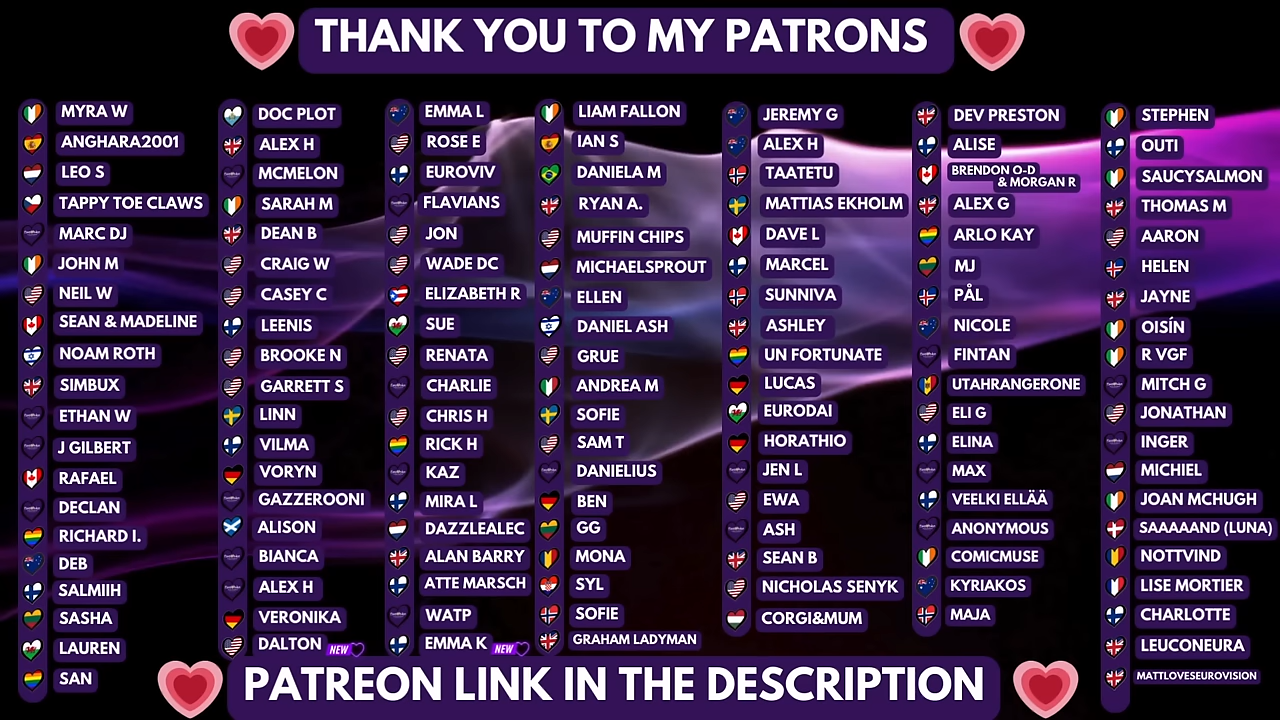 THANK YOU TO MY PATRONS
MYRA W
ANGHARA2001
LEO S
TAPPY TOE CLAWS
MARC DJ
JOHN M
NEIL W
SEAN & MADELINE
NOAM ROTH
SIMBUX
ETHAN W
J GILBERT
RAFAEL
DECLAN
RICHARD I.
DEB
SALMIIH
SASHA
LAUREN
SAN
DOC PLOT
ALEX H
MCMELON
SARAH M
DEAN B
CRAIG W
CASEY C
LEENIS
BROOKE N
GARRETT S
LINN
VILMA
VORYN
GAZZEROONI
ALISON
BIANCA
ALEX H
VERONIKA
DALTON NEW
EMMA L
ROSE E
EUROVIV
FLAVIANS
JON
WADE DC
ELIZABETH R
SUE
RENATA
CHARLIE
CHRIS H
RICK H
KAZ
MIRA L
DAZZLEALEC
ALAN BARRY
ATTE MARSCH
WATP
EMMA K NEW
LIAM FALLON
IAN S
DANIELA M
RYAN A.
MUFFIN CHIPS
MICHAELSPROUT
ELLEN
DANIEL ASH
GRUE
ANDREA M
SOFIE
SAM T
DANIELIUS
BEN
GG
MONA
SYL
SOFIE
GRAHAM LADYMAN
JEREMY G
ALEX H
TAATETU
MATTIAS EKHOLM
DAVE L
MARCEL
SUNNIVA
ASHLEY
UN FORTUNATE
LUCAS
EURODAI
HORATHIO
JEN L
EWA
ASH
SEAN B
NICHOLAS SENYK
CORGI&MUM
DEV PRESTON
ALISE
BRENDON O-D
& MORGAN R
ALEX G
ARLO KAY
MJ
PÅL
NICOLE
FINTAN
UTAHRANGERONE
ELI G
ELINA
MAX
VEELKI ELLÄÄ
ANONYMOUS
COMICMUSE
KYRIAKOS
MAJA
STEPHEN
OUTI
SAUCYSALMON
THOMAS M
AARON
HELEN
JAYNE
OISÍN
R VGF
MITCH G
JONATHAN
INGER
MICHIEL
JOAN MCHUGH
SAAAAAND (LUNA)
NOTTVIND
LISE MORTIER
CHARLOTTE
LEUCONEURA
MATTLOVESEUROVISION
PATREON LINK IN THE DESCRIPTION